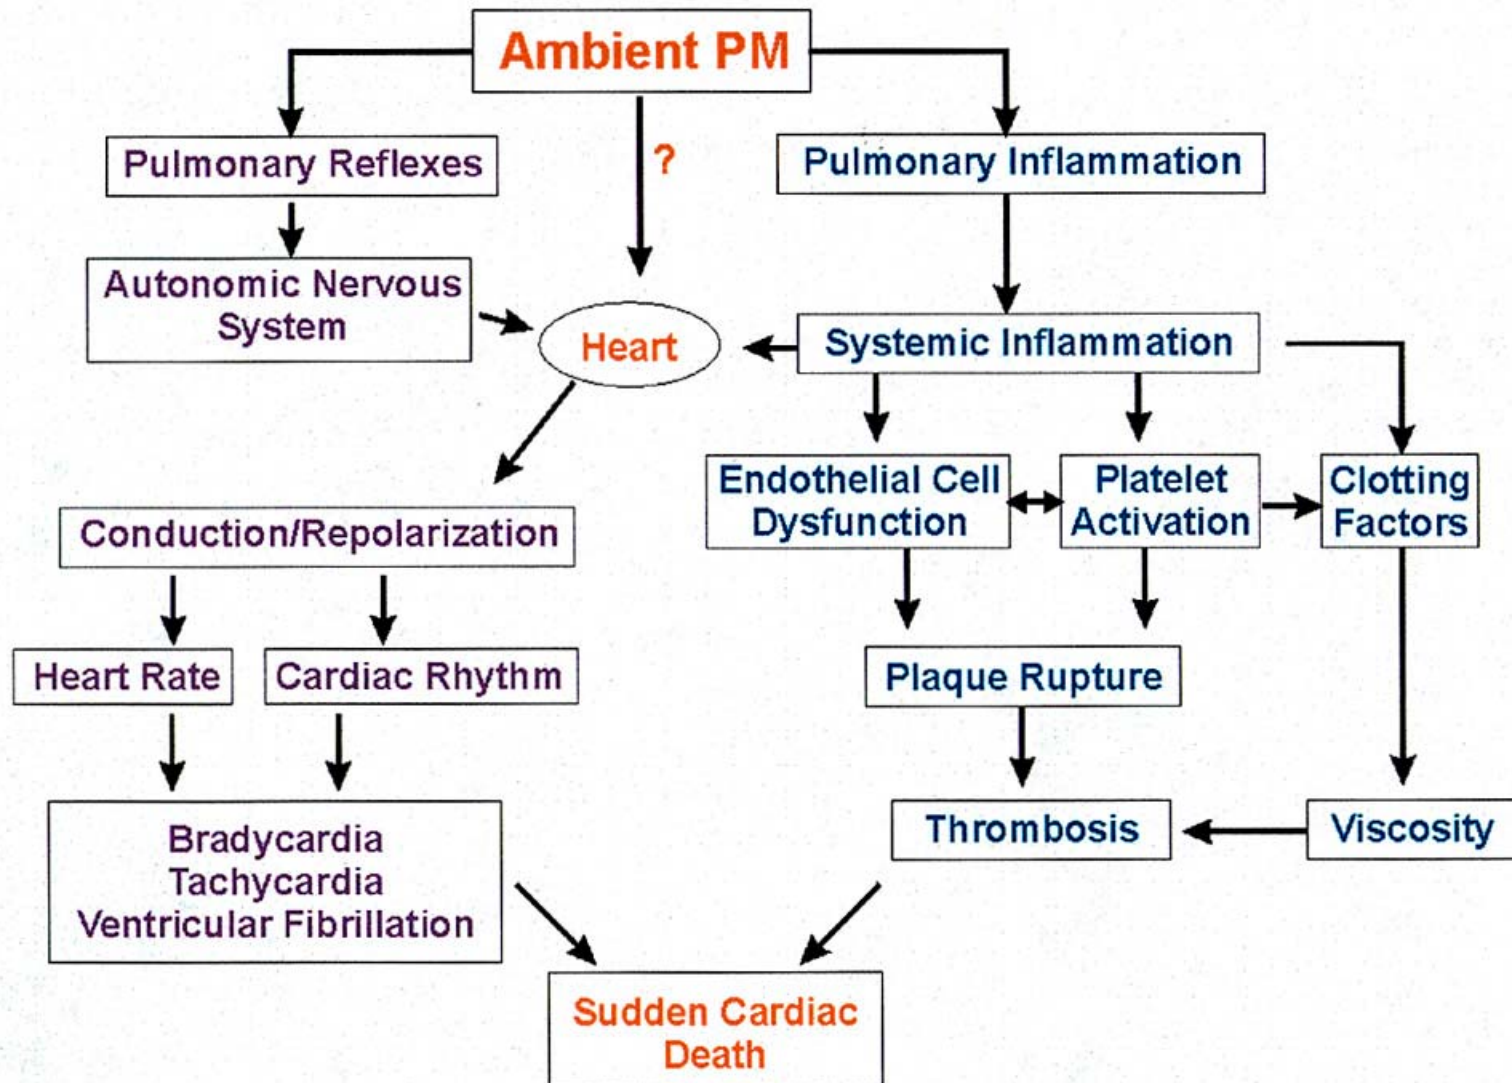 Ambient PM
Pulmonary Reflexes
?
Pulmonary Inflammation
Autonomic Nervous
System
Heart
Systemic Inflammation
Endothelial Cell
Dysfunction
Platelet
Activation
Clotting
Factors
Conduction/Repolarization
Heart Rate
Cardiac Rhythm
Plaque Rupture
Bradycardia
Tachycardia
Ventricular Fibrillation
Thrombosis
Viscosity
Sudden Cardiac
Death